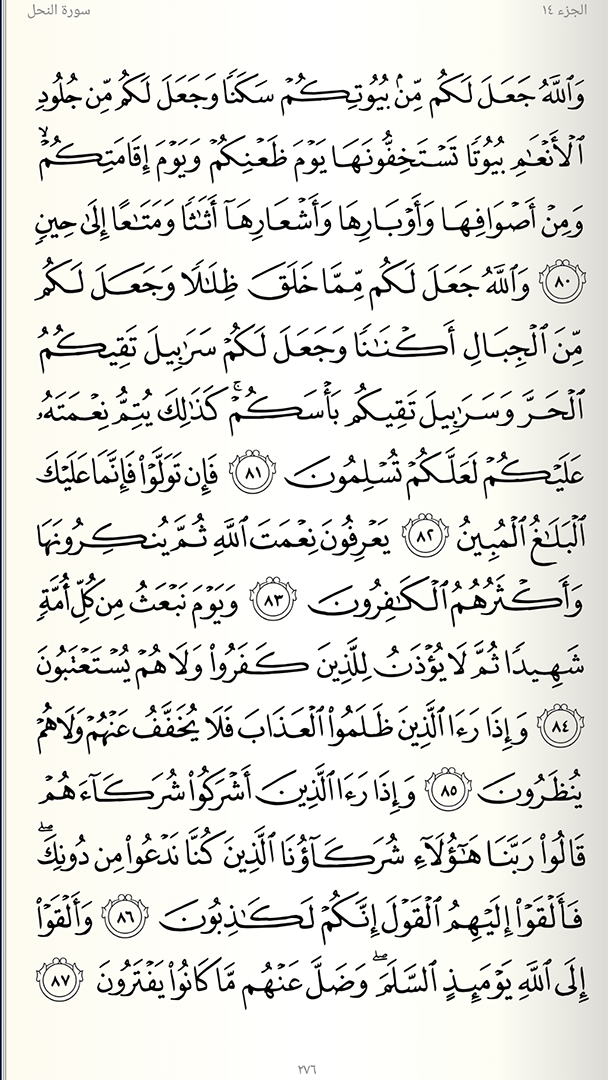 الجزء ١٤
سورة النحل
وَٱللَّهُ جَعَلَ لَكُم مِّنۢ بُيُوتِكُمۡ سَكَنٗا وَجَعَلَ لَكُم مِّن جُلُودِ
ٱلۡأَنۡعَٰمِ بُيُوتٗا تَسۡتَخِفُّونَهَا يَوۡمَ ظَعۡنِكُمۡ وَيَوۡمَ إِقَامَتِكُمۡۙ
وَمِنۡ أَصۡوَافِهَا وَأَوۡبَارِهَا وَأَشۡعَارِهَآ أَثَٰثٗا وَمَتَٰعًا إِلَىٰ حِينٖ
٨٠ وَٱللَّهُ جَعَلَ لَكُم مِّمَّا خَلَقَ ظِلَٰلٗا وَجَعَلَ لَكُم
مِّنَ ٱلۡجِبَالِ أَكۡنَٰنٗا وَجَعَلَ لَكُمۡ سَرَٰبِيلَ تَقِيكُمُ
ٱلۡحَرَّ وَسَرَٰبِيلَ تَقِيكُم بَأۡسَكُمۡۚ كَذَٰلِكَ يُتِمُّ نِعۡمَتَهُۥ
عَلَيۡكُمۡ لَعَلَّكُمۡ تُسۡلِمُونَ ٨١ فَإِن تَوَلَّوۡاْ فَإِنَّمَا عَلَيۡكَ
ٱلۡبَلَٰغُ ٱلۡمُبِينُ ٨٢ يَعۡرِفُونَ نِعۡمَتَ ٱللَّهِ ثُمَّ يُنكِرُونَهَا
وَأَكۡثَرُهُمُ ٱلۡكَٰفِرُونَ ٨٣ وَيَوۡمَ نَبۡعَثُ مِن كُلِّ أُمَّةٖ
شَهِيدٗا ثُمَّ لَا يُؤۡذَنُ لِلَّذِينَ كَفَرُواْ وَلَا هُمۡ يُسۡتَعۡتَبُونَ
٨٤ وَإِذَا رَءَا ٱلَّذِينَ ظَلَمُواْ ٱلۡعَذَابَ فَلَا يُخَفَّفُ عَنۡهُمۡ وَلَا هُمۡ
يُنظَرُونَ ٨٥ وَإِذَا رَءَا ٱلَّذِينَ أَشۡرَكُواْ شُرَكَآءَهُمۡ
قَالُواْ رَبَّنَا هَٰٓؤُلَآءِ شُرَكَآؤُنَا ٱلَّذِينَ كُنَّا نَدۡعُواْ مِن دُونِكَۖ
فَأَلۡقَوۡاْ إِلَيۡهِمُ ٱلۡقَوۡلَ إِنَّكُمۡ لَكَٰذِبُونَ ٨٦ وَأَلۡقَوۡاْ
إِلَى ٱللَّهِ يَوۡمَئِذٍ ٱلسَّلَمَۖ وَضَلَّ عَنۡهُم مَّا كَانُواْ يَفۡتَرُونَ ٨٧
٢٧٦